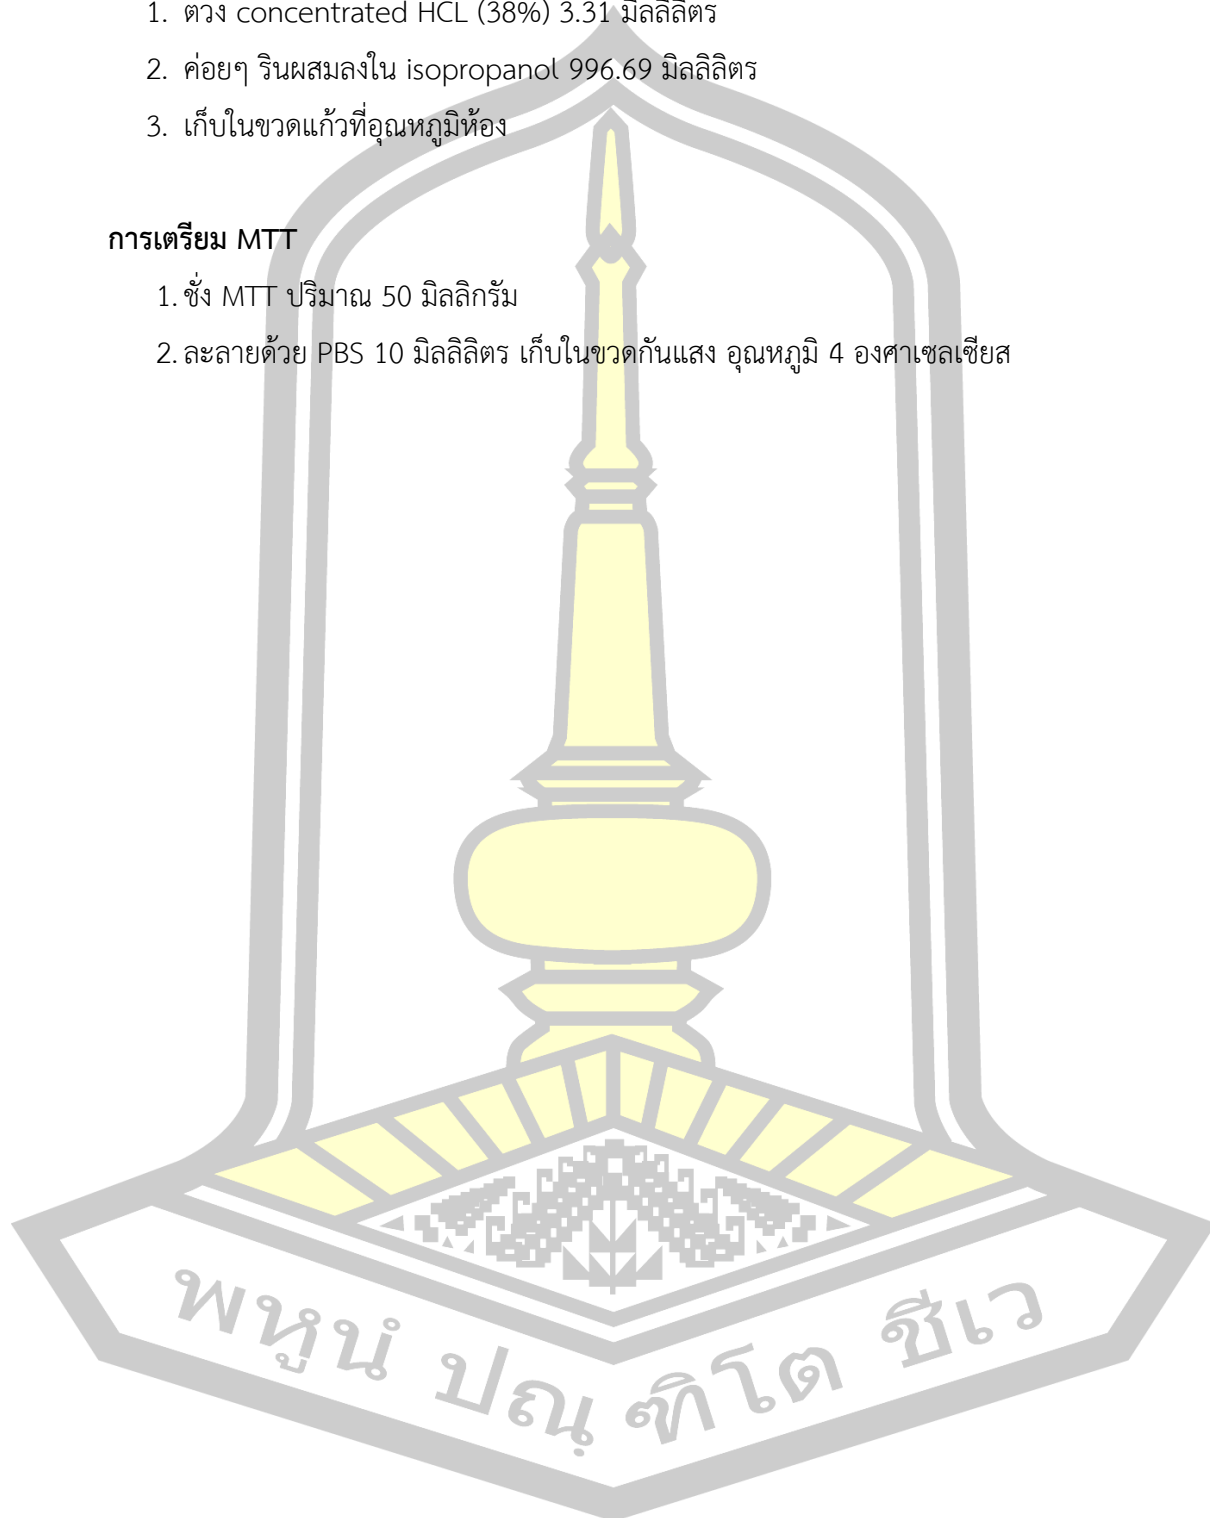 1. ตวง concentrated HCL (38%) 3.31 มิลลิลิตร
2. ค่อยๆ รินผสมลงใน isopropanol 996.69 มิลลิลิตร
3. เก็บในขวดแก้วที่อุณหภูมิห้อง
การเตรียม MTT
1. ชั่ง MTT ปริมาณ 50 มิลลิกรัม
2. ละลายด้วย PBS 10 มิลลิลิตร เก็บในขวดกันแสง อุณหภูมิ 4 องศาเซลเซียส
พหูนํ ปณฺฑิโต ชีเว